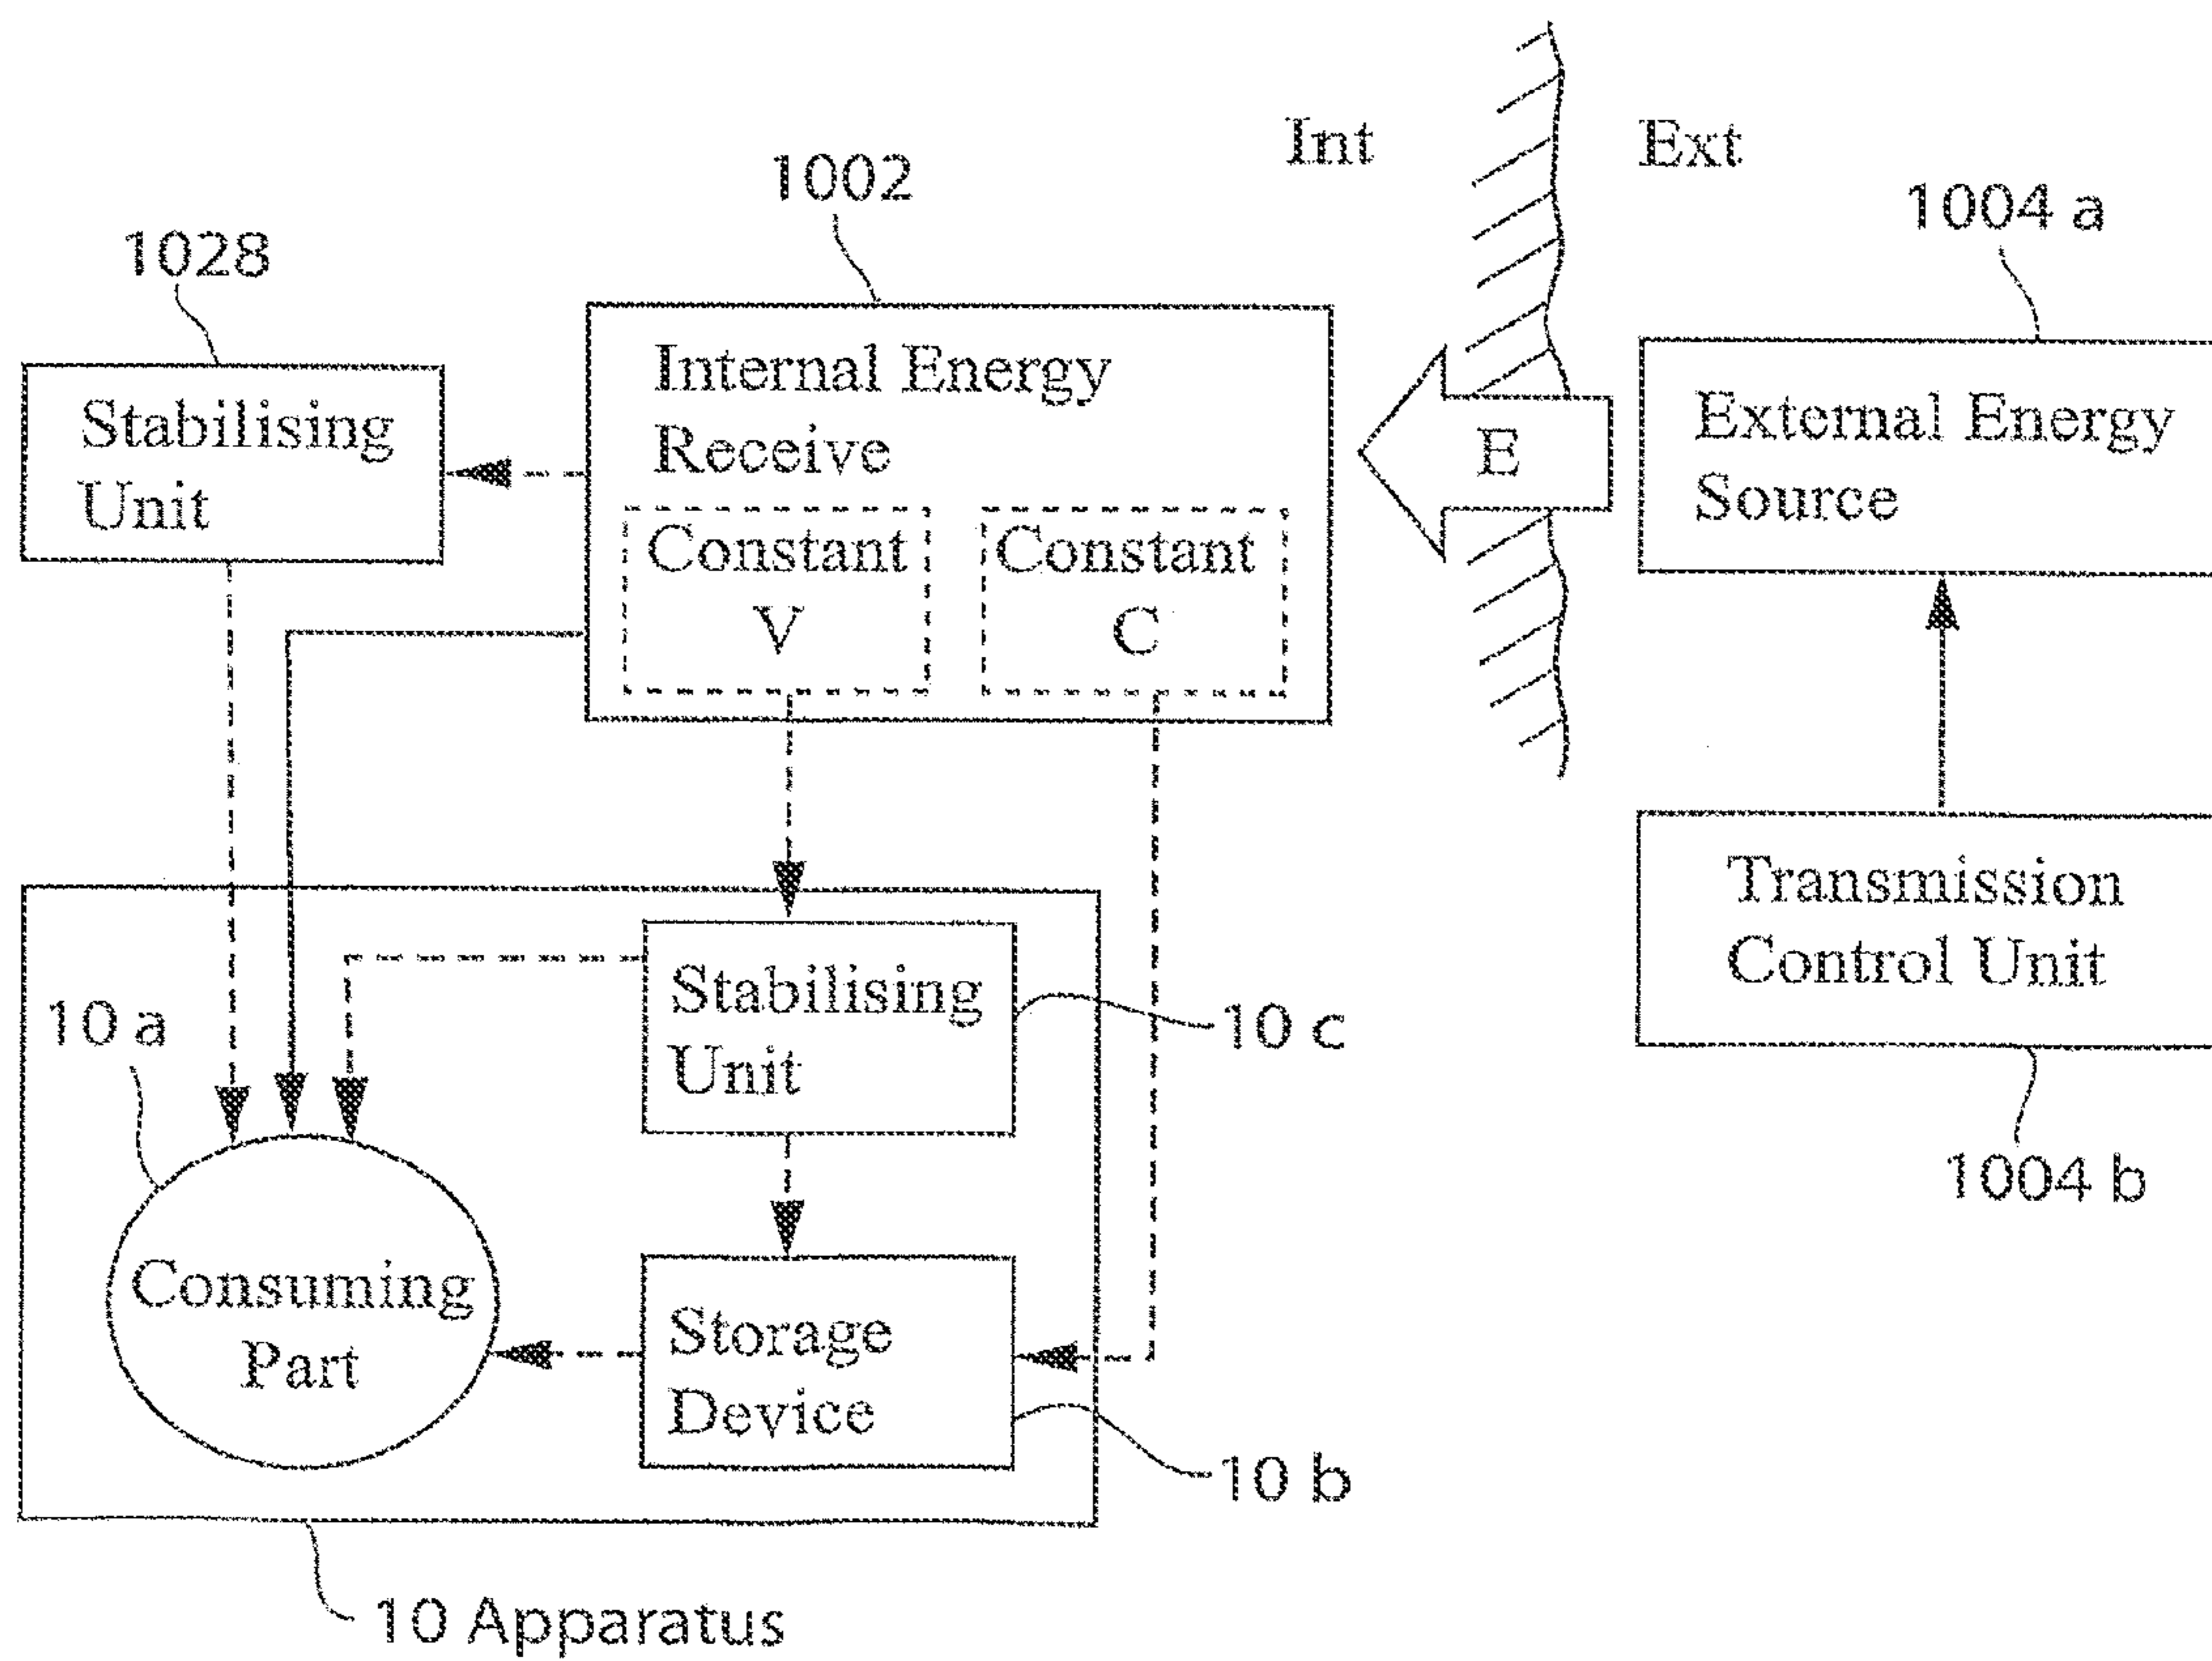 Int
Ext
1002
1004 a
1028
Internal Energy
Receive
Stabilising
Unit
E
External Energy
Source
Constant
V
Constant
C
Transmission
Control Unit
Stabilising
Unit
10 a
10 c
1004 b
Consuming
Part
Storage
Device
10 b
10 Apparatus